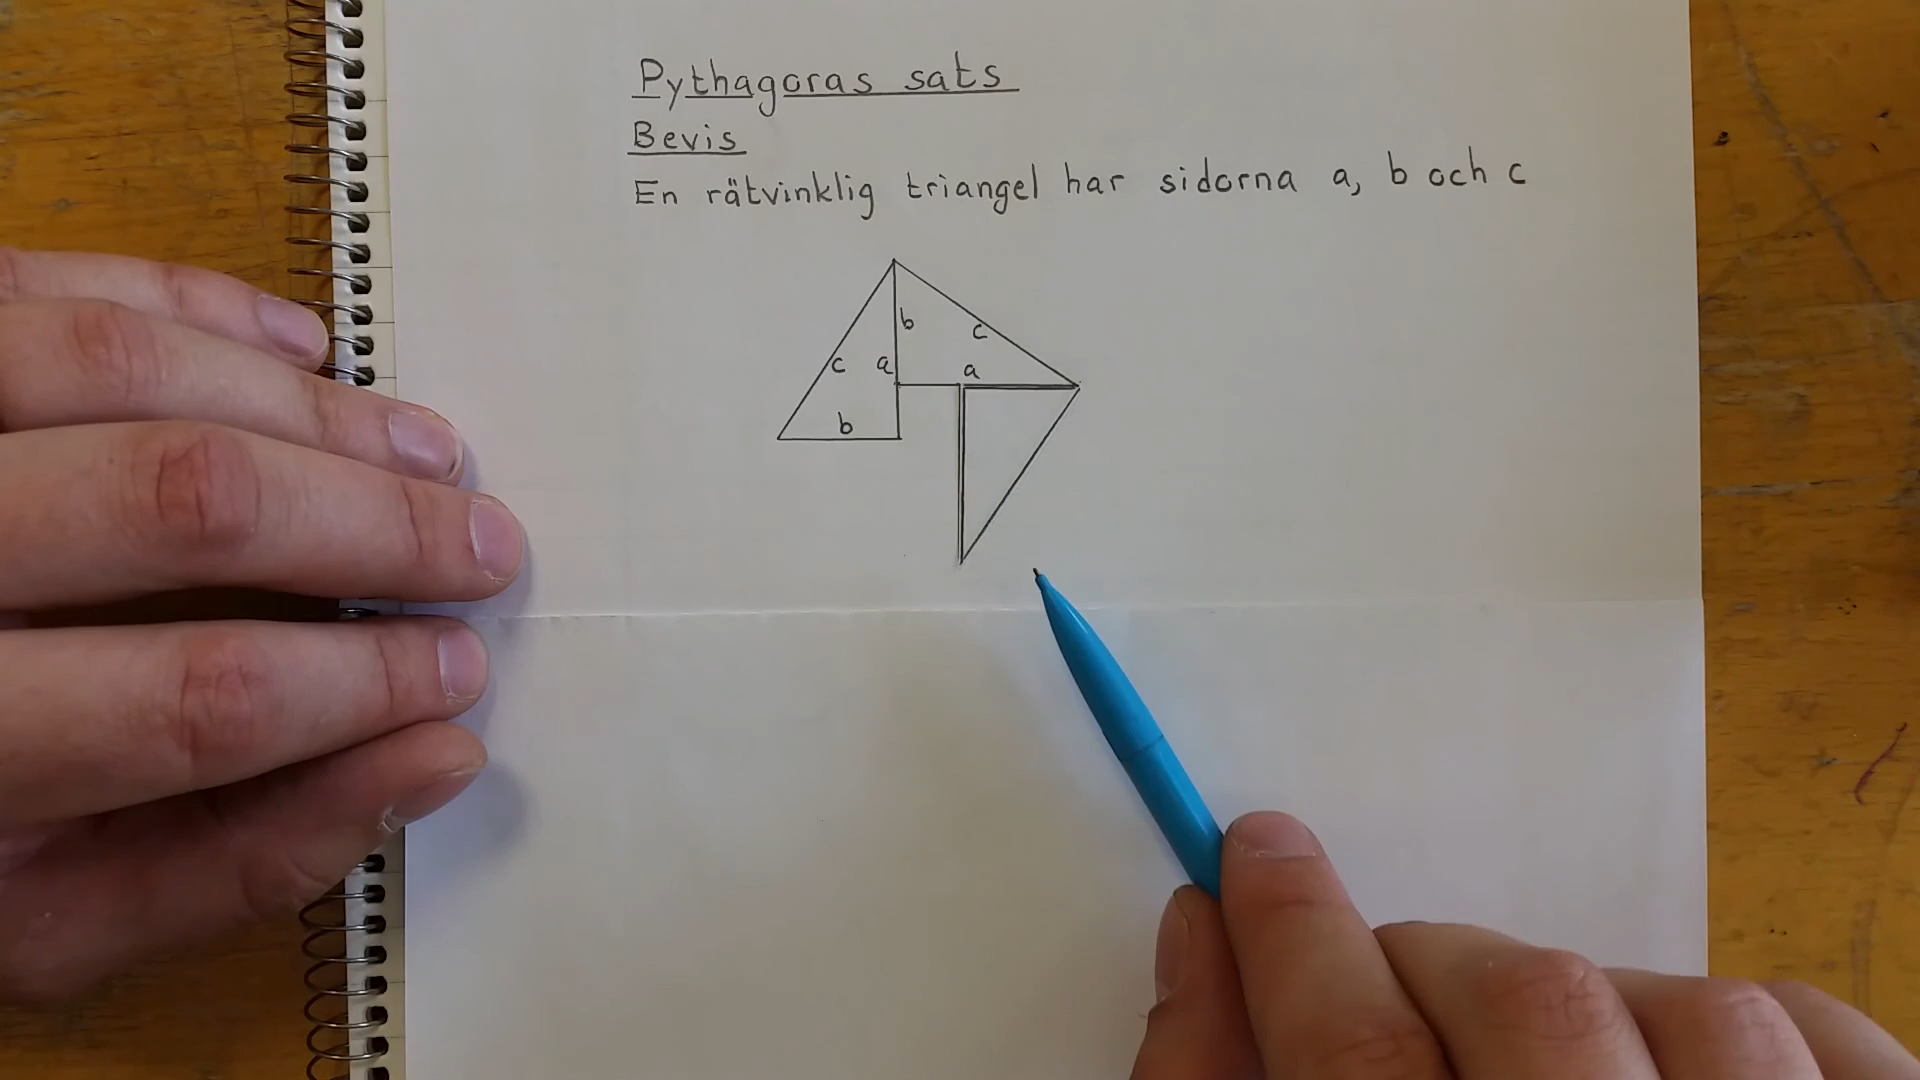 Pythagoras sats
Bevis
En rätvinklig triangel har sidorna a, b och c
b
c
c
a
a
b